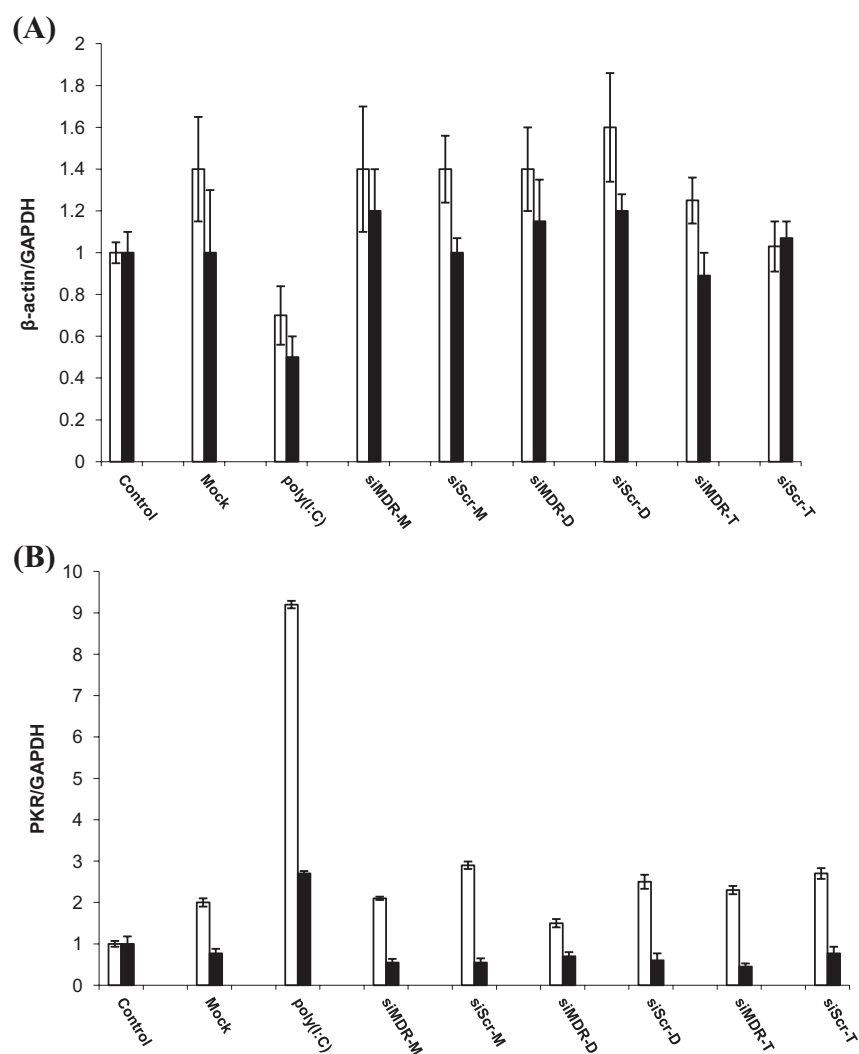 (A)
2
1.8
1.6
1.4
1.2
1
0.8
0.6
0.4
0.2
0
β-actin/GAPDH
Control
Mock
poly(I:C)
siMDR-M
siScr-M
siMDR-D
siScr-D
siMDR-T
siScr-T
(B)
10
9
8
7
6
5
4
3
2
1
0
PKR/GAPDH
Control
Mock
poly(I:C)
siMDR-M
siScr-M
siMDR-D
siScr-D
siMDR-T
siScr-T